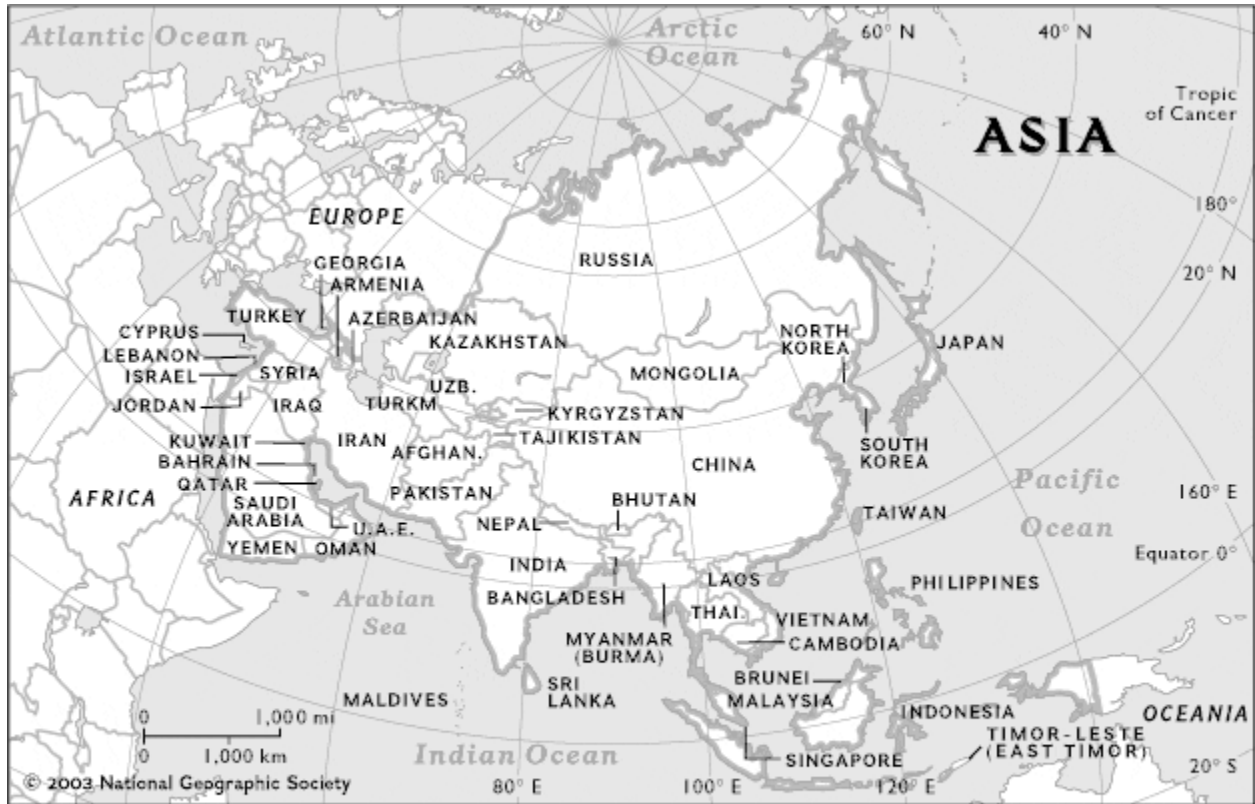 Atlantic Ocean
Arctic
Ocean
60° N
40° N
Tropic
of Cancer
ASIA
EUROPE
180°
GEORGIA
ARMENIA
RUSSIA
20° N
TURKEY
AZERBAIJAN
CYPRUS
KAZAKHSTAN
NORTH
KOREA
JAPAN
LEBANON
ISRAEL
SYRIA
MONGOLIA
UZB.
JORDAN
IRAQ
TURKM.
KYRGYZSTAN
KUWAIT
IRAN
TAJIKISTAN
SOUTH
KOREA
AFGHAN.
BAHRAIN
CHINA
QATAR
AFRICA
PAKISTAN
BHUTAN
Pacific
Ocean
160° E
SAUDI
ARABIA
U.A.E.
NEPAL
TAIWAN
YEMEN
OMAN
INDIA
Equator 0°
LAOS
PHILIPPINES
Arabian
Sea
BANGLADESH
THAI.
VIETNAM
MYANMAR
(BURMA)
CAMBODIA
BRUNEI
SRI
LANKA
MALDIVES
MALAYSIA
INDONESIA
OCEANIA
0
1,000 mi
0
1,000 km
Indian Ocean
SINGAPORE
TIMOR-LESTE
(EAST TIMOR)
20° S
© 2003 National Geographic Society
80° E
100° E
120° E